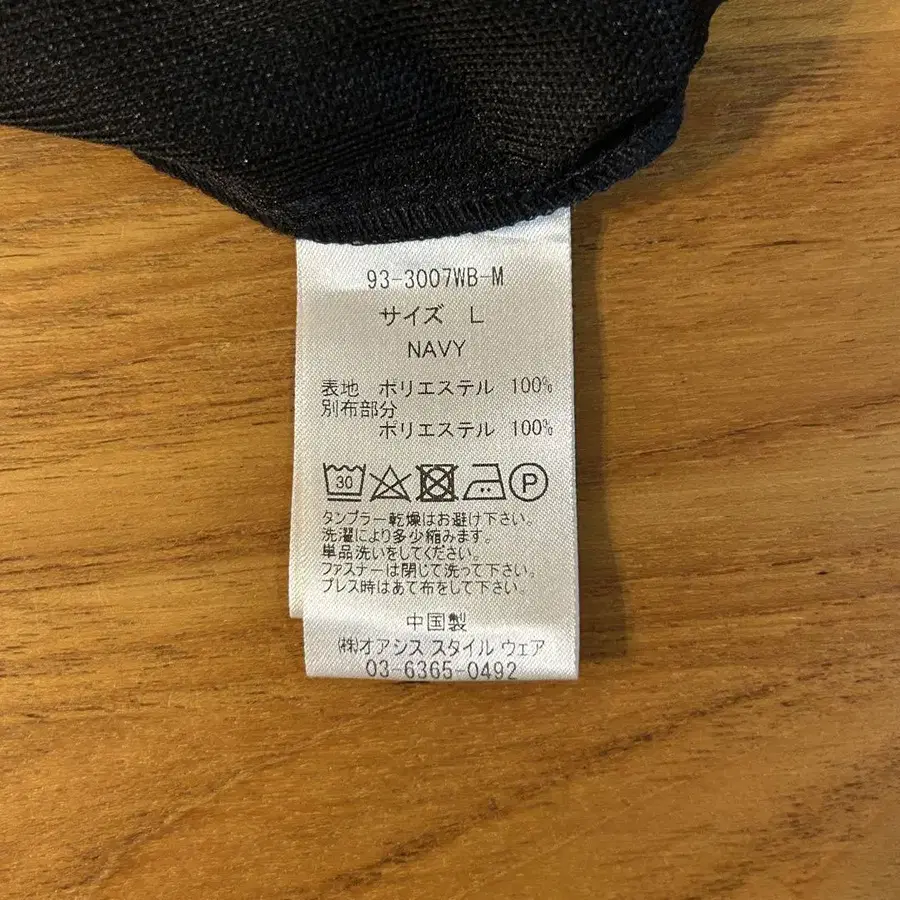 93-3007WB-M
サイズ L
NAVY
表地 ポリエステル 100%
別布部分
ポリエステル 100%
30 P
タンブラー乾燥はお避け下さい。
洗濯により多少縮みます。
単品洗いをしてください。
ファスナーは閉じて洗って下さい。
プレス時はあて布をして下さい。
中国製
㈱オアシス スタイル ウェア
03-6365-0492